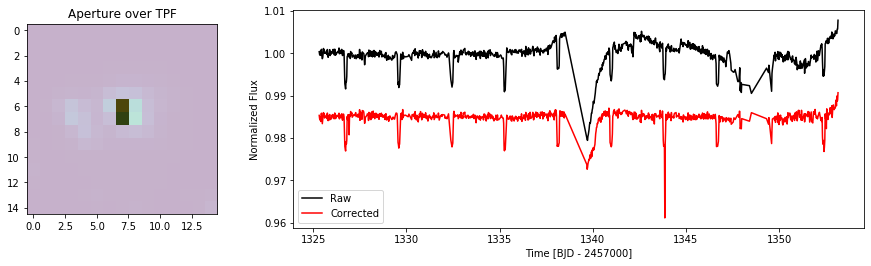 Aperture over TPF
0
2
4
6
8
10
12
14
0.0 2.5 5.0 7.5 10.0 12.5
Normalized Flux
1.01
1.00
0.99
0.98
0.97
0.96
Raw
Corrected
1325 1330 1335 1340 1345 1350
Time [BJD - 2457000]